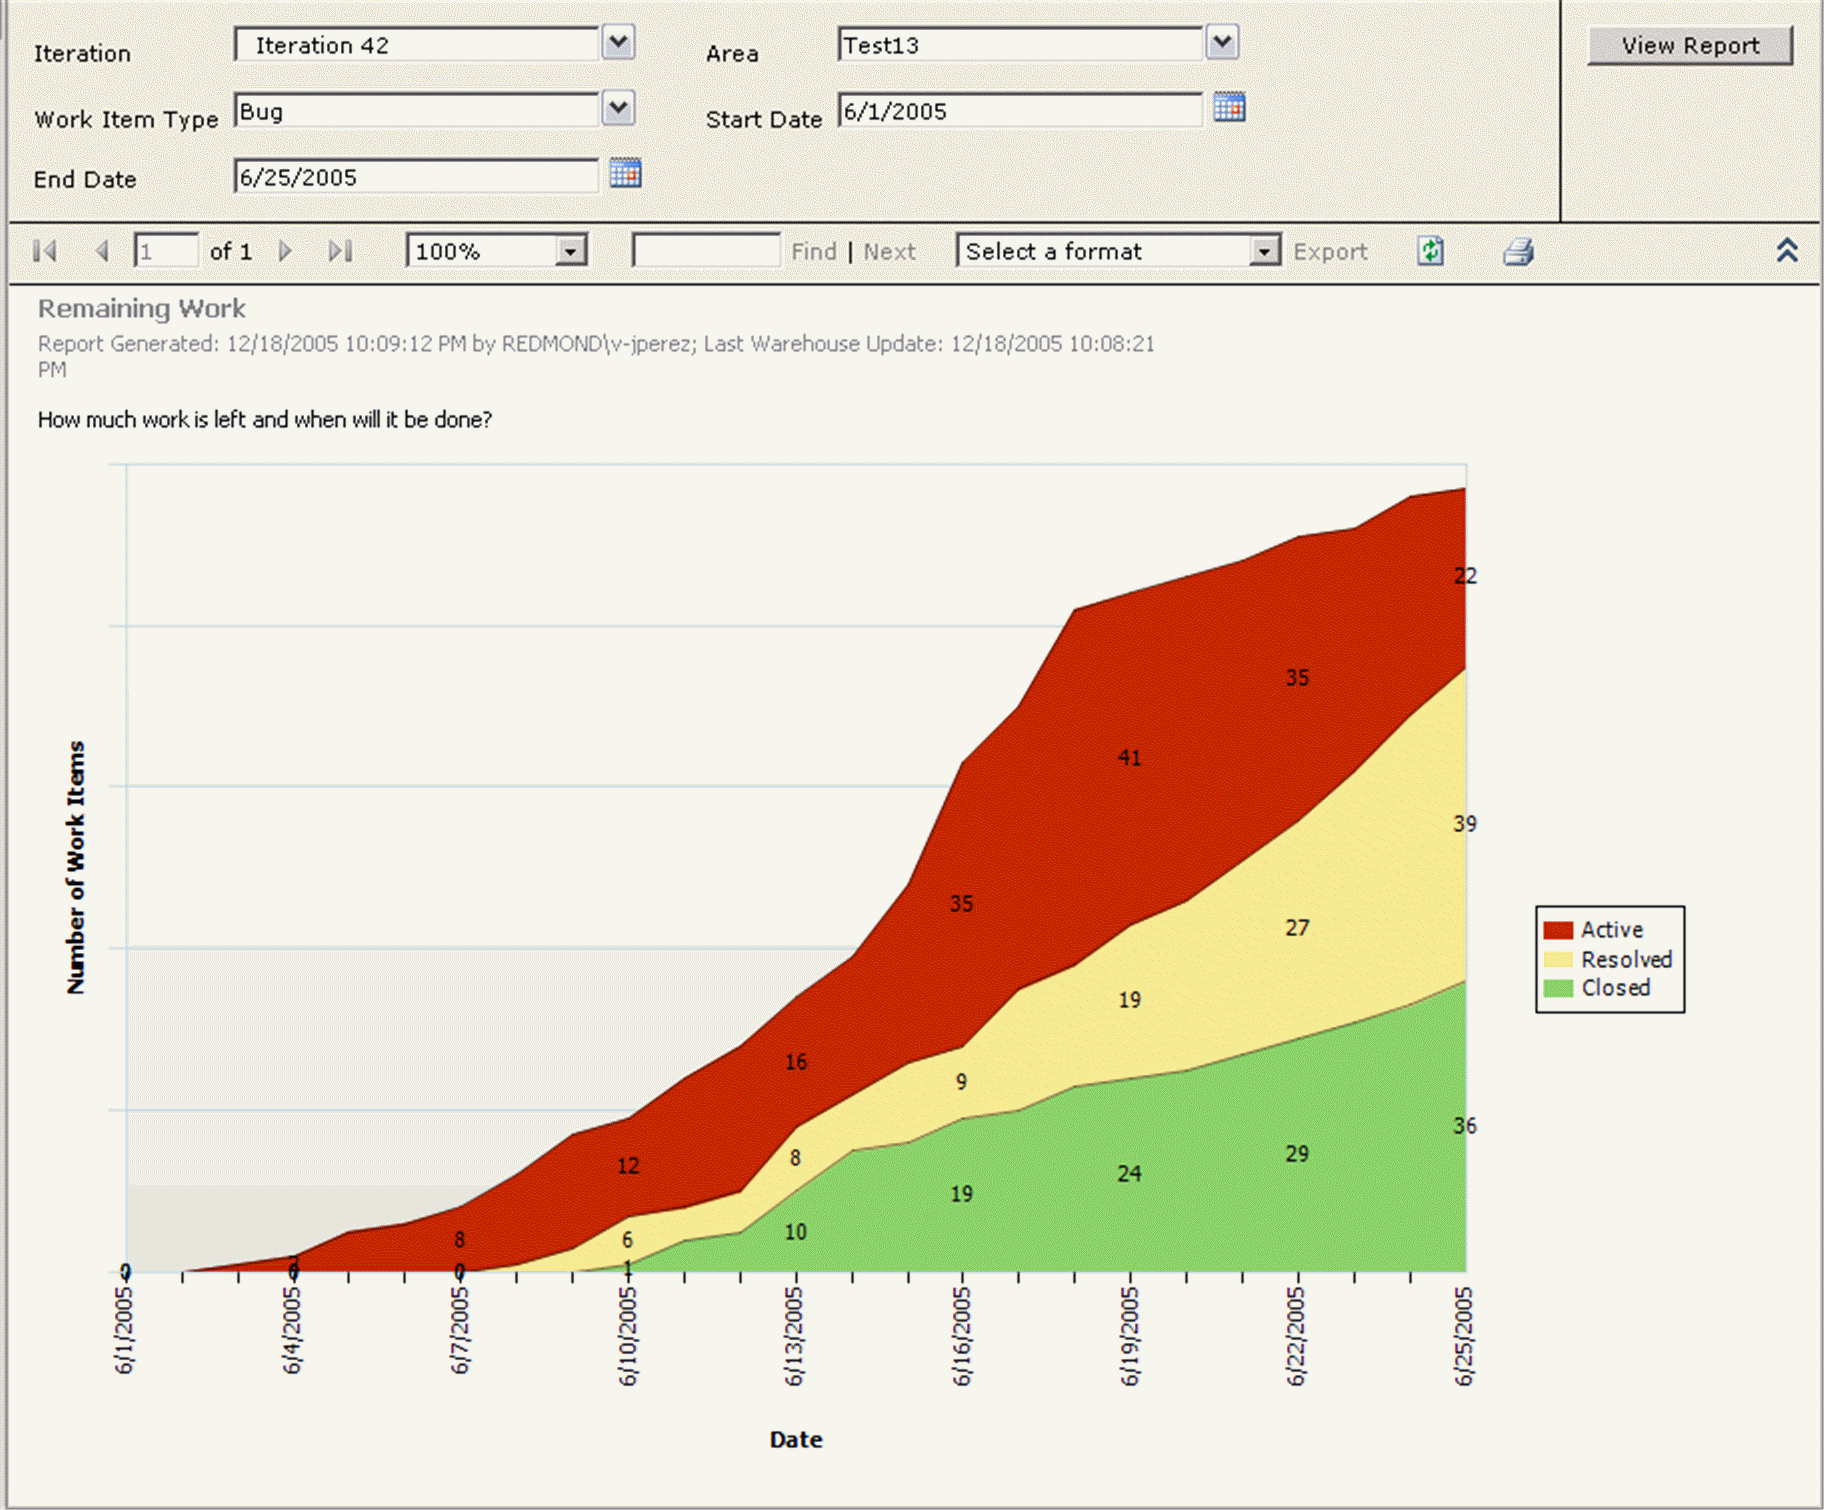 Iteration
Iteration 42
Area
Test13
View Report
Work Item Type
Bug
Start Date
6/1/2005
End Date
6/25/2005
1
of 1
100%
Find | Next
Select a format
Export
Remaining Work
Report Generated: 12/18/2005 10:09:12 PM by REDMOND\v-jperez; Last Warehouse Update: 12/18/2005 10:08:21
PM
How much work is left and when will it be done?
Number of Work Items
22
35
41
39
35
27
Active
Resolved
Closed
19
16
9
36
8
29
12
24
19
10
8
6
0
1
6/1/2005
6/4/2005
6/7/2005
6/10/2005
6/13/2005
6/16/2005
6/19/2005
6/22/2005
6/25/2005
Date